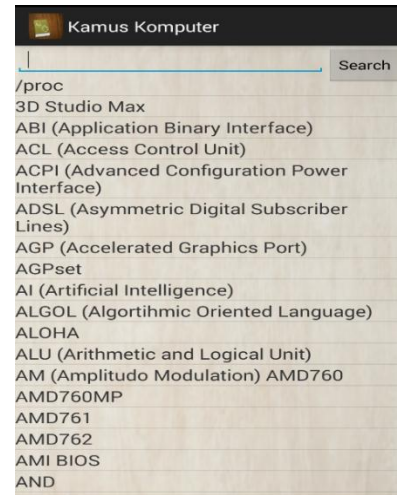 Kamus Komputer
Search
/proc
3D Studio Max
ABI (Application Binary Interface)
ACL (Access Control Unit)
ACPI (Advanced Configuration Power
Interface)
ADSL (Asymmetric Digital Subscriber
Lines)
AGP (Accelerated Graphics Port)
AGPset
AI (Artificial Intelligence)
ALGOL (Algortihmic Oriented Language)
ALOHA
ALU (Arithmetic and Logical Unit)
AM (Amplitudo Modulation) AMD760
AMD760MP
AMD761
AMD762
AMI BIOS
AND